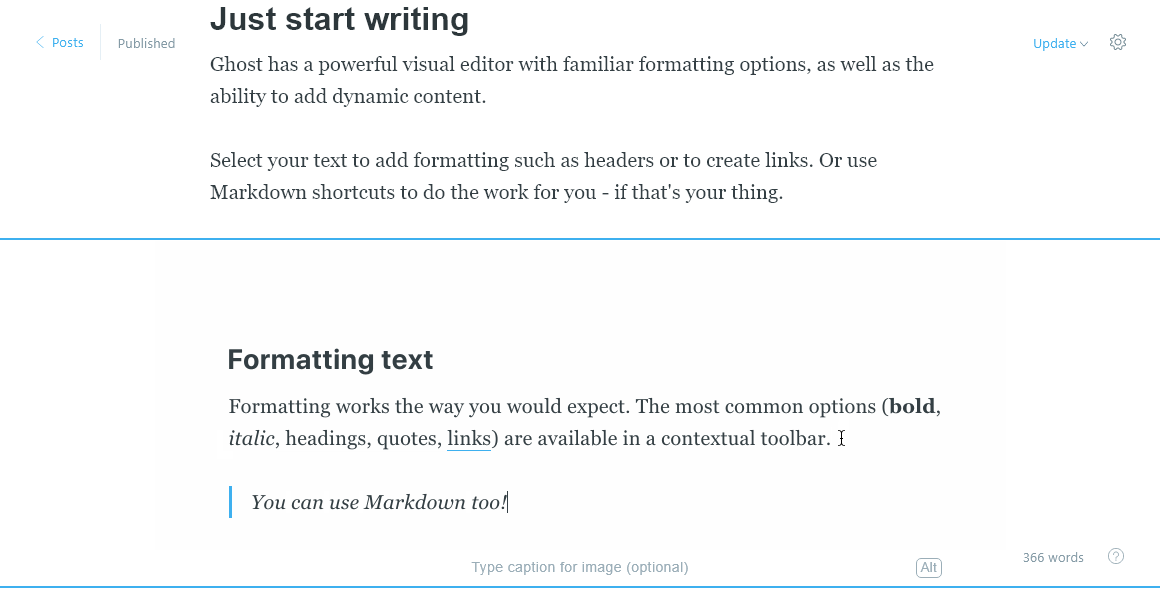 Just start writing
Posts
Published
Update
Ghost has a powerful visual editor with familiar formatting options, as well as the
ability to add dynamic content.
Select your text to add formatting such as headers or to create links. Or use
Markdown shortcuts to do the work for you - if that's your thing.
Formatting text
Formatting works the way you would expect. The most common options (bold,
italic, headings, quotes, links) are available in a contextual toolbar.
You can use Markdown too!
366 words
?
Type caption for image (optional)
Alt